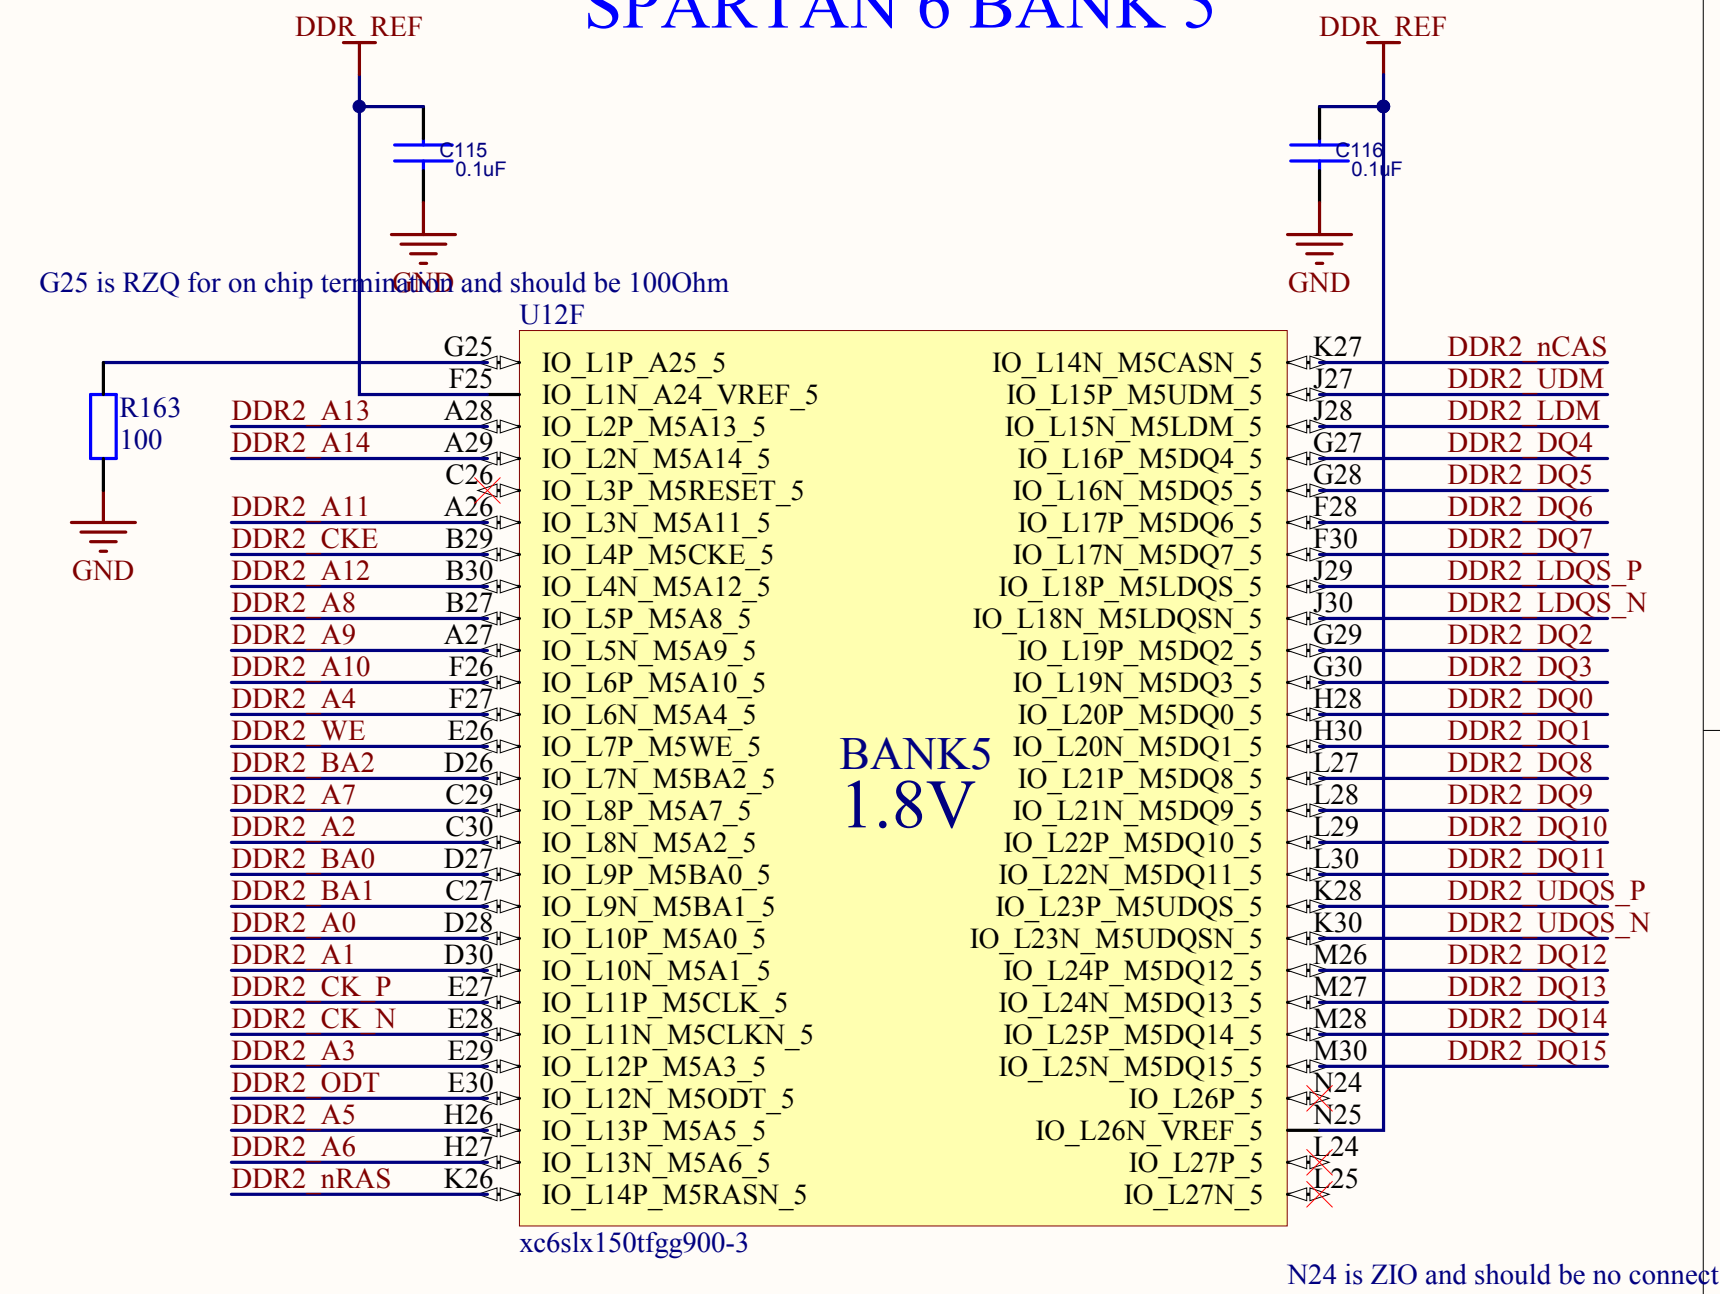 SPARTAN 6 BANK 5
DDR_REF
DDR_REF
C115
0.1uF
C116
0.1uF
GND
GND
G25 is RZQ for on chip termination and should be 100Ohm
U12F
R163
100
GND
G25 IO_L1P_A25_5
F25 IO_L1N_A24_VREF_5
DDR2_A13 A28 IO_L2P_M5A13_5
DDR2_A14 A29 IO_L2N_M5A14_5
C26 IO_L3P_M5RESET_5
DDR2_A11 A26 IO_L3N_M5A11_5
DDR2_CKE B29 IO_L4P_M5CKE_5
DDR2_A12 B30 IO_L4N_M5A12_5
DDR2_A8 B27 IO_L5P_M5A8_5
DDR2_A9 A27 IO_L5N_M5A9_5
DDR2_A10 F26 IO_L6P_M5A10_5
DDR2_A4 F27 IO_L6N_M5A4_5
DDR2_WE E26 IO_L7P_M5WE_5
DDR2_BA2 D26 IO_L7N_M5BA2_5
DDR2_A7 C29 IO_L8P_M5A7_5
DDR2_A2 C30 IO_L8N_M5A2_5
DDR2_BA0 D27 IO_L9P_M5BA0_5
DDR2_BA1 C27 IO_L9N_M5BA1_5
DDR2_A0 D28 IO_L10P_M5A0_5
DDR2_A1 D30 IO_L10N_M5A1_5
DDR2_CK_P E27 IO_L11P_M5CLK_5
DDR2_CK_N E28 IO_L11N_M5CLKN_5
DDR2_A3 E29 IO_L12P_M5A3_5
DDR2_ODT E30 IO_L12N_M5ODT_5
DDR2_A5 H26 IO_L13P_M5A5_5
DDR2_A6 H27 IO_L13N_M5A6_5
DDR2_nRAS K26 IO_L14P_M5RASN_5
BANK5
1.8V
IO_L14N_M5CASN_5 K27 DDR2_nCAS
IO_L15P_M5UDM_5 J27 DDR2_UDM
IO_L15N_M5LDM_5 J28 DDR2_LDM
IO_L16P_M5DQ4_5 G27 DDR2_DQ4
IO_L16N_M5DQ5_5 G28 DDR2_DQ5
IO_L17P_M5DQ6_5 F28 DDR2_DQ6
IO_L17N_M5DQ7_5 F30 DDR2_DQ7
IO_L18P_M5LDQS_5 J29 DDR2_LDQS_P
IO_L18N_M5LDQSN_5 J30 DDR2_LDQS_N
IO_L19P_M5DQ2_5 G29 DDR2_DQ2
IO_L19N_M5DQ3_5 G30 DDR2_DQ3
IO_L20P_M5DQ0_5 H28 DDR2_DQ0
IO_L20N_M5DQ1_5 H30 DDR2_DQ1
IO_L21P_M5DQ8_5 L27 DDR2_DQ8
IO_L21N_M5DQ9_5 L28 DDR2_DQ9
IO_L22P_M5DQ10_5 L29 DDR2_DQ10
IO_L22N_M5DQ11_5 L30 DDR2_DQ11
IO_L23P_M5UDQS_5 K28 DDR2_UDQS_P
IO_L23N_M5UDQSN_5 K30 DDR2_UDQS_N
IO_L24P_M5DQ12_5 M26 DDR2_DQ12
IO_L24N_M5DQ13_5 M27 DDR2_DQ13
IO_L25P_M5DQ14_5 M28 DDR2_DQ14
IO_L25N_M5DQ15_5 M30 DDR2_DQ15
IO_L26P_5 N24
IO_L26N_VREF_5 N25
IO_L27P_5 L24
IO_L27N_5 L25
xc6slx150tfgg900-3
N24 is ZIO and should be no connect